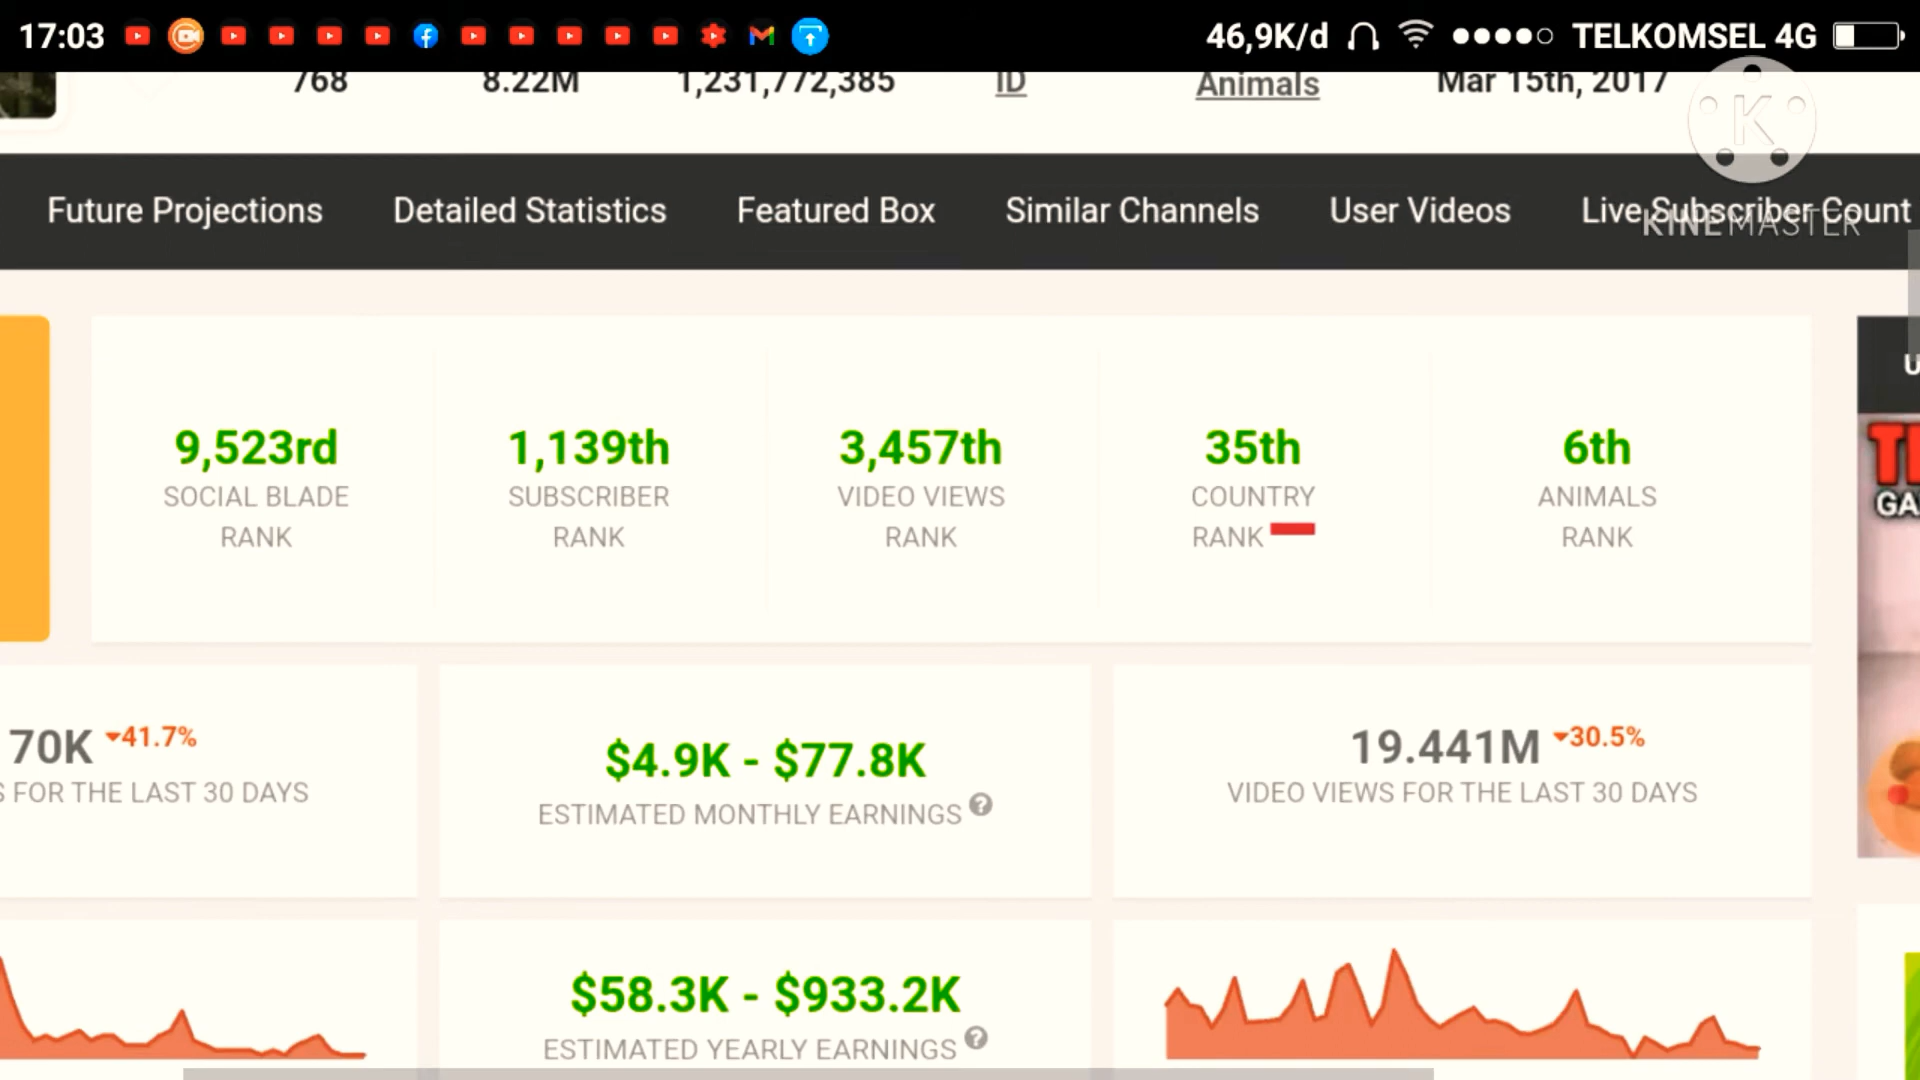 17:03 46,9K/d TELKOMSEL 4G
768 8.22M 1,231,772,385 ID Animals Mar 15th, 2017
K
Future Projections Detailed Statistics Featured Box Similar Channels User Videos Live Subscriber Count
KINEMASTER
9,523rd 1,139th 3,457th 35th 6th
SOCIAL BLADE SUBSCRIBER VIDEO VIEWS COUNTRY ANIMALS
RANK RANK RANK RANK RANK
70K 41.7% $4.9K - $77.8K 19.441M 30.5%
FOR THE LAST 30 DAYS ESTIMATED MONTHLY EARNINGS ? VIDEO VIEWS FOR THE LAST 30 DAYS
$58.3K - $933.2K
ESTIMATED YEARLY EARNINGS ?